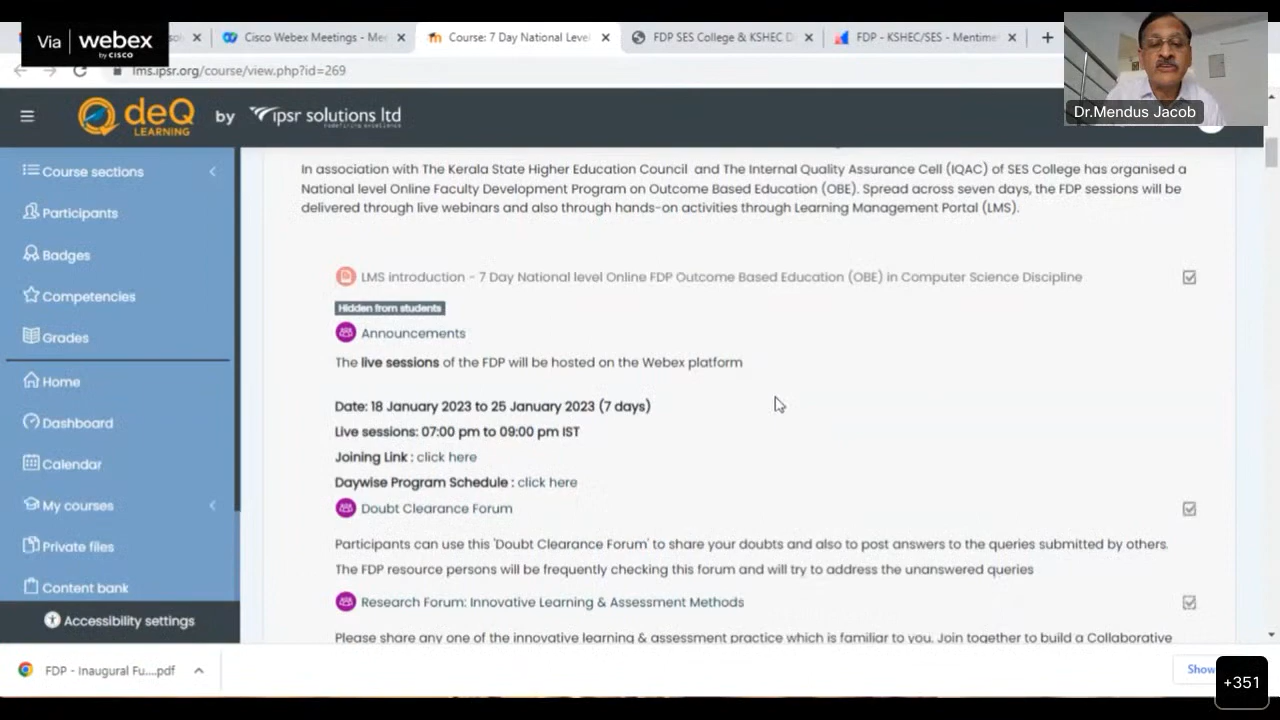 Via webex by CISCO
Cisco Webex Meetings - Me
Course: 7 Day National Level
FDP SES College & KSHEC D
FDP - KSHEC/SES - Mentime
lms.ipsr.org/course/view.php?id=269
deQ LEARNING by ipsr solutions ltd
Dr.Mendus Jacob
Course sections
Participants
Badges
Competencies
Grades
Home
Dashboard
Calendar
My courses
Private files
Content bank
Accessibility settings
In association with The Kerala State Higher Education Council and The Internal Quality Assurance Cell (IQAC) of SES College has organised a
National level Online Faculty Development Program on Outcome Based Education (OBE). Spread across seven days, the FDP sessions will be
delivered through live webinars and also through hands-on activities through Learning Management Portal (LMS).
LMS introduction - 7 Day National level Online FDP Outcome Based Education (OBE) in Computer Science Discipline
Hidden from students
Announcements
The live sessions of the FDP will be hosted on the Webex platform
Date: 18 January 2023 to 25 January 2023 (7 days)
Live sessions: 07:00 pm to 09:00 pm IST
Joining Link : click here
Daywise Program Schedule : click here
Doubt Clearance Forum
Participants can use this 'Doubt Clearance Forum' to share your doubts and also to post answers to the queries submitted by others.
The FDP resource persons will be frequently checking this forum and will try to address the unanswered queries
Research Forum: Innovative Learning & Assessment Methods
Please share any one of the innovative learning & assessment practice which is familiar to you. Join together to build a Collaborative
FDP - Inaugural Fu....pdf
Show
+351